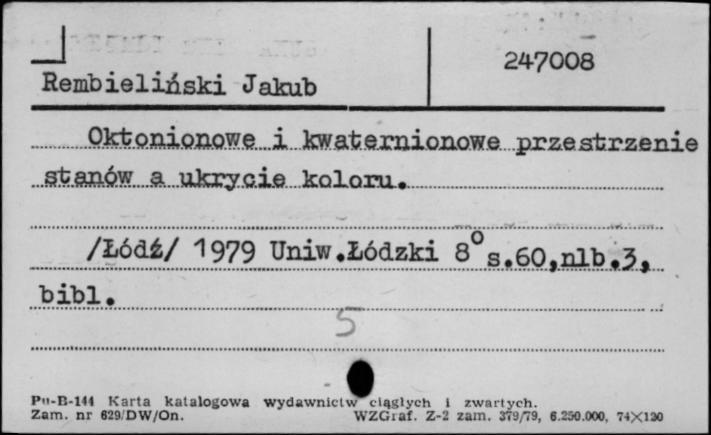 247008
Rembieliński Jakub
Oktonionowe i kwaternionowe przestrzenie
stanów a ukrycie koloru.
/Łódź/ 1979 Uniw.Łódzki 8° s.60,nlb.3,
bibl.
5
Pu-B-144 Karta katalogowa wydawnictw ciągłych i zwartych.
Zam. nr 629/DW/On. WZGraf. Z-2 zam. 379/79, 6.250.000, 74×120